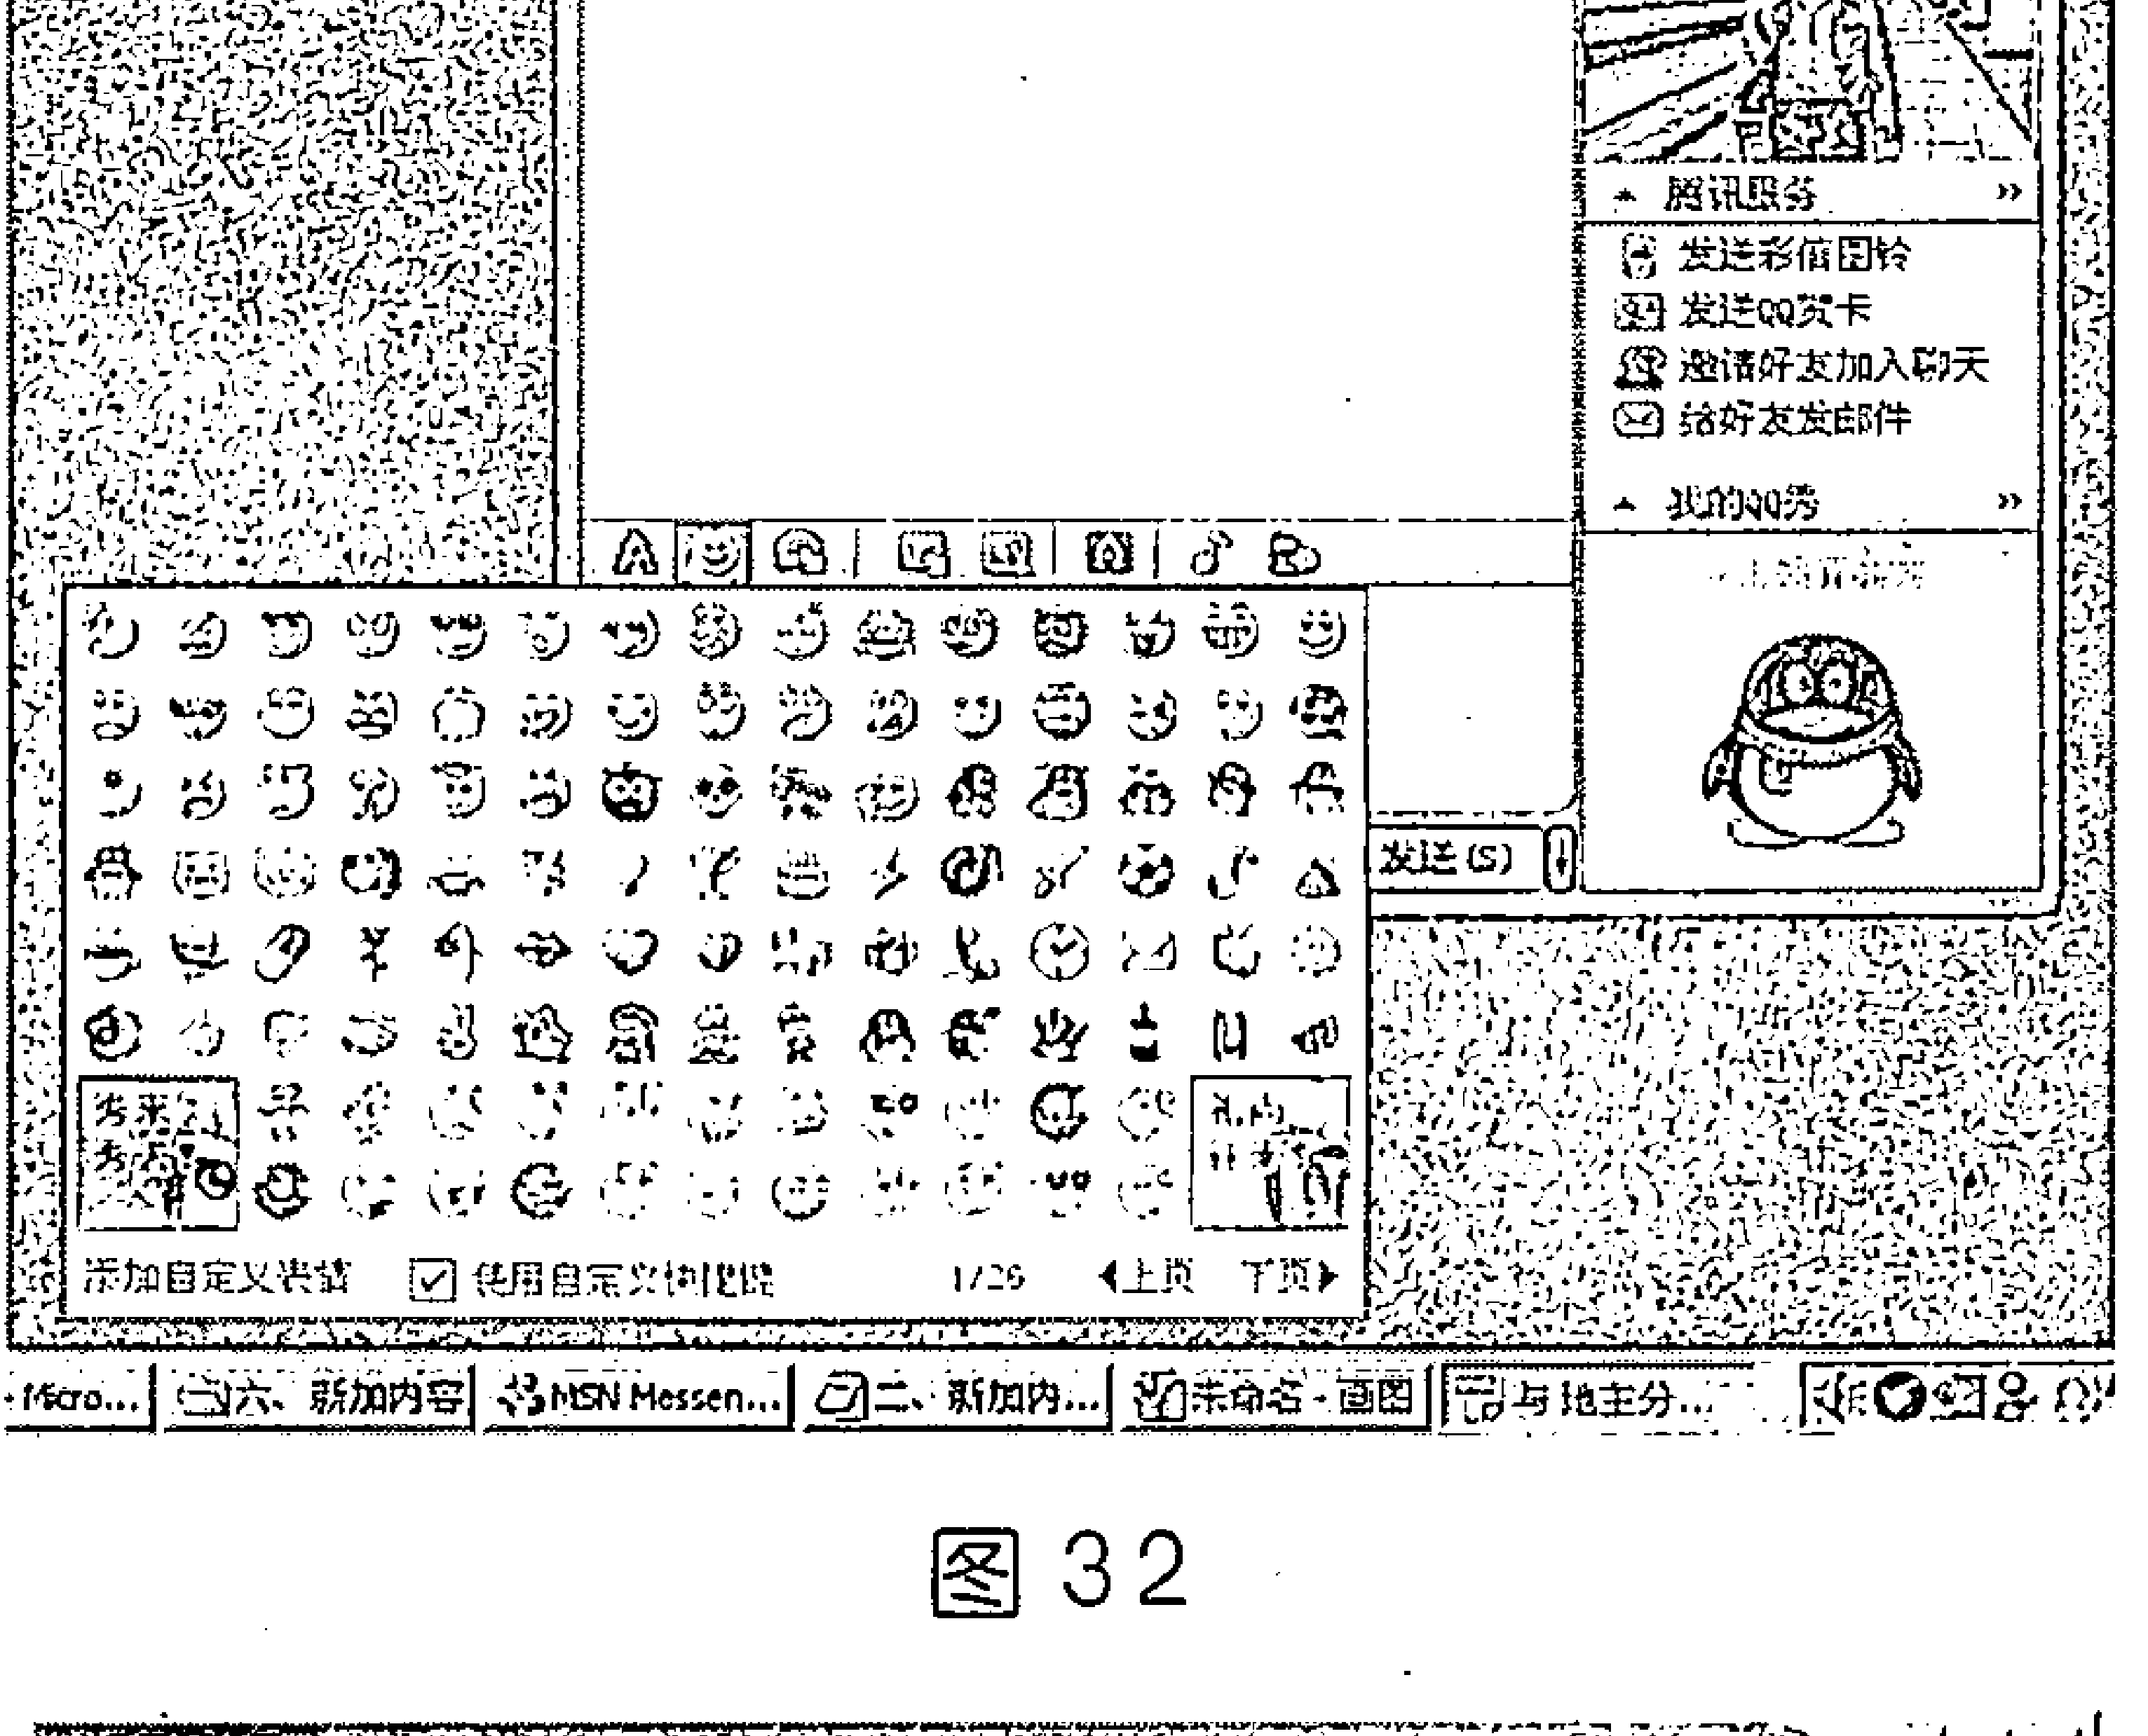 腾讯服务 »
发送彩信图铃
发送QQ贺卡
邀请好友加入聊天
给好友发邮件
我的QQ秀 »
A
发送(S)
添加自定义表情 使用自定义快捷键 1/26 上页 下页
Micro... 六、新加内容 MSN Messen... 二、新加内... 未命名 - 画图 与 地主分...
图 32